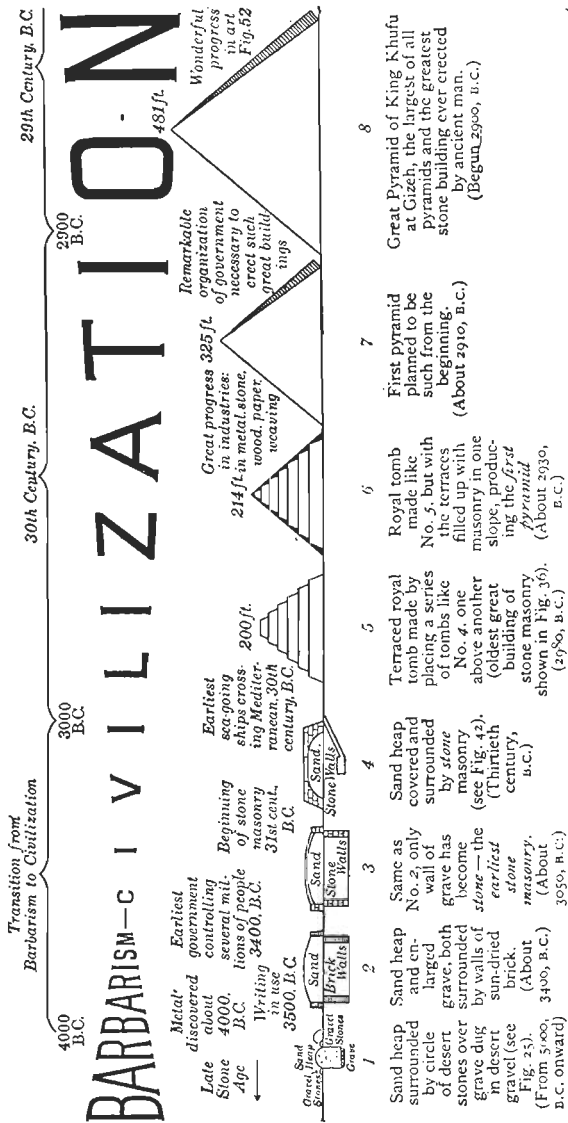 Transition from
Barbarism to Civilization
30th Century, B.C.
29th Century, B.C.
4000
B.C.
3000
B.C.
2900
B.C.
BARBARISM–CIVILIZATION
Late
Stone
Age
Metal
discovered
about
4000,
B.C.
Writing
in use
3500, B.C.
Earliest
government
controlling
several mil-
lions of people
3400, B.C.
Beginning
of stone
masonry
31st cent.,
B.C.
Earliest
sea-going
ships cross-
ing Mediter-
ranean, 30th
century, B.C.
200 ft.
214 ft.
Great progress
in industries:
in metal, stone,
wood, paper,
weaving
325 ft.
Remarkable
organization
of government
necessary to
erect such
great build-
ings
481 ft.
Wonderful
progress
in art
Fig. 52
Sand
Heap
Gravel
Stones
Gravel
Stones
Grave
Sand
Brick
Walls
Sand
Stone
Walls
Sand.
Stone Walls
1
Sand heap
surrounded
by circle
of desert
stones over
grave dug
in desert
gravel (see
Fig. 25).
(From 5000,
B.C. onward)
2
Sand heap
and en-
larged
grave, both
surrounded
by walls of
sun-dried
brick.
(About
3400, B.C.)
3
Same as
No. 2, only
wall of
grave has
become
stone — the
earliest
stone
masonry.
(About
3050, B.C.)
4
Sand heap
covered and
surrounded
by stone
masonry
(see Fig. 42).
(Thirtieth
century,
B.C.)
5
Terraced royal
tomb made by
placing a series
of tombs like
No. 4, one
above another
(oldest great
building of
stone masonry
shown in Fig. 36).
(2980, B.C.)
6
Royal tomb
made like
No. 5, but with
the terraces
filled up with
masonry in one
slope, produc-
ing the first
pyramid
(About 2930,
B.C.)
7
First pyramid
planned to be
such from the
beginning.
(About 2910, B.C.)
8
Great Pyramid of King Khufu
at Gizeh, the largest of all
pyramids and the greatest
stone building ever erected
by ancient man.
(Begun 2900, B.C.)